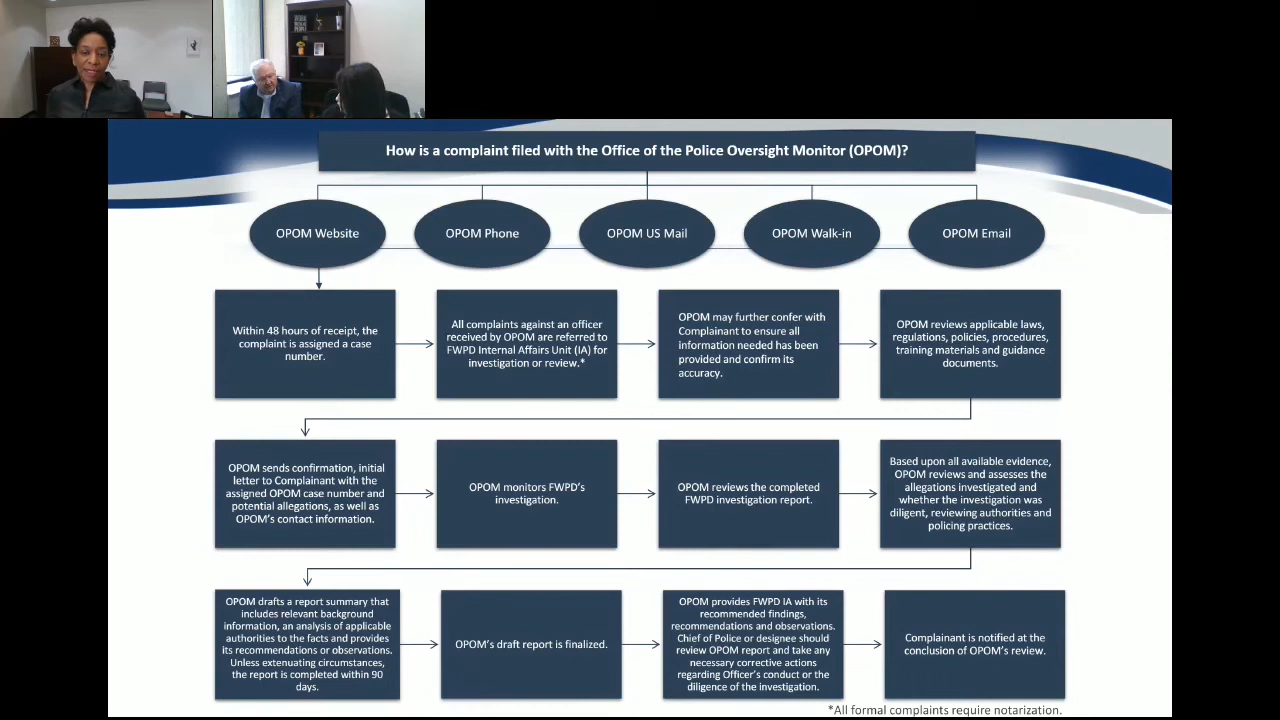 How is a complaint filed with the Office of the Police Oversight Monitor (OPOM)?
OPOM Website
OPOM Phone
OPOM US Mail
OPOM Walk-in
OPOM Email
Within 48 hours of receipt, the
complaint is assigned a case
number.
All complaints against an officer
received by OPOM are referred to
FWPD Internal Affairs Unit (IA) for
investigation or review.*
OPOM may further confer with
Complainant to ensure all
information needed has been
provided and confirm its
accuracy.
OPOM reviews applicable laws,
regulations, policies, procedures,
training materials and guidance
documents.
OPOM sends confirmation, initial
letter to Complainant with the
assigned OPOM case number and
potential allegations, as well as
OPOM's contact information.
OPOM monitors FWPD's
investigation.
OPOM reviews the completed
FWPD investigation report.
Based upon all available evidence,
OPOM reviews and assesses the
allegations investigated and
whether the investigation was
diligent, reviewing authorities and
policing practices.
OPOM drafts a report summary that
includes relevant background
information, an analysis of applicable
authorities to the facts and provides
its recommendations or observations.
Unless extenuating circumstances,
the report is completed within 90
days.
OPOM's draft report is finalized.
OPOM provides FWPD IA with its
recommended findings,
recommendations and observations.
Chief of Police or designee should
review OPOM report and take any
necessary corrective actions
regarding Officer's conduct or the
diligence of the investigation.
Complainant is notified at the
conclusion of OPOM's review.
*All formal complaints require notarization.